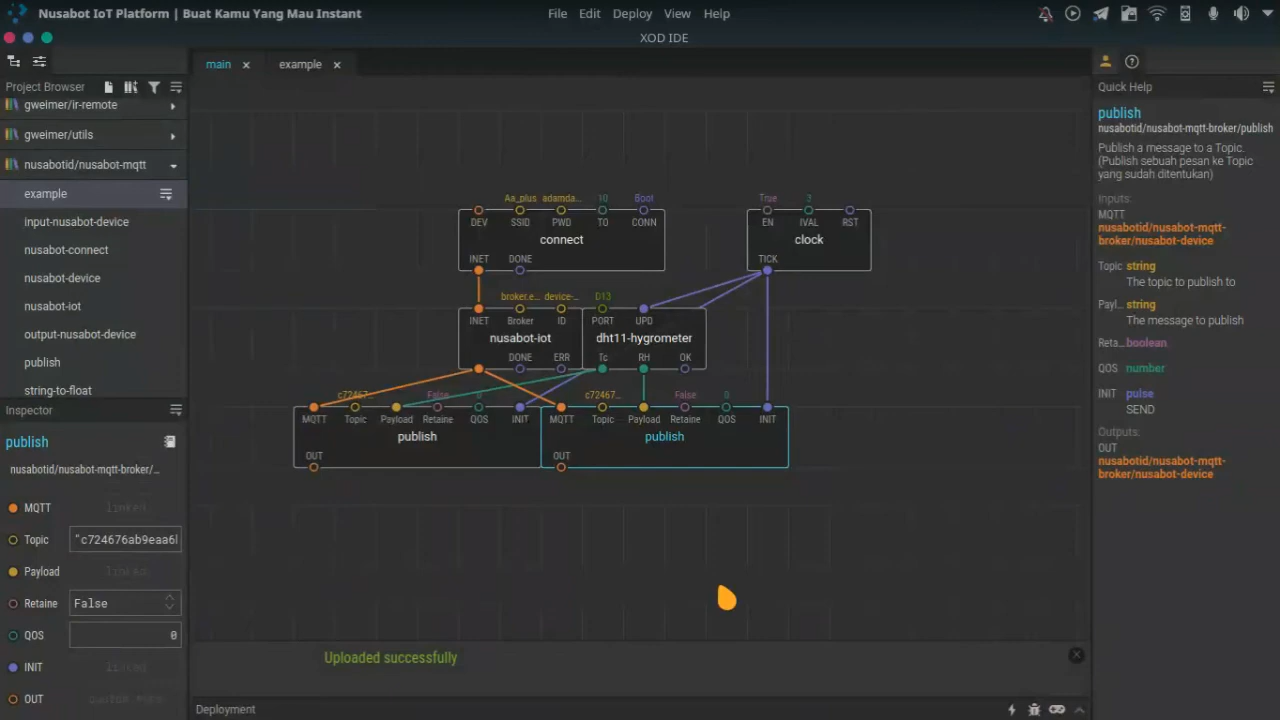 Nusabot IoT Platform | Buat Kamu Yang Mau Instant
File Edit Deploy View Help
XOD IDE
main example
Project Browser
gweimer/ir-remote
gweimer/utils
nusabotid/nusabot-mqtt
example
input-nusabot-device
nusabot-connect
nusabot-device
nusabot-iot
output-nusabot-device
publish
string-to-float
Inspector
publish
nusabotid/nusabot-mqtt-broker/...
MQTT linked
Topic "c724676ab9eaa6l
Payload linked
Retaine False
QOS 0
INIT linked
OUT
Aa_plus adamda... 10 Boot
DEV SSID PWD TO CONN
connect
INET DONE
True 3
EN IVAL RST
clock
TICK
broker.e... device-...
INET Broker ID
nusabot-iot
DONE ERR
D13
PORT UPD
dht11-hygrometer
Tc RH OK
c72467... False 0
MQTT Topic Payload Retaine QOS INIT
publish
OUT
c72467... False 0
MQTT Topic Payload Retaine QOS INIT
publish
OUT
Uploaded successfully
Deployment
Quick Help
publish
nusabotid/nusabot-mqtt-broker/publish
Publish a message to a Topic.
(Publish sebuah pesan ke Topic
yang sudah ditentukan)
Inputs:
MQTT
nusabotid/nusabot-mqtt-
broker/nusabot-device
Topic string
The topic to publish to
Payl... string
The message to publish
Reta... boolean
QOS number
INIT pulse
SEND
Outputs:
OUT
nusabotid/nusabot-mqtt-
broker/nusabot-device